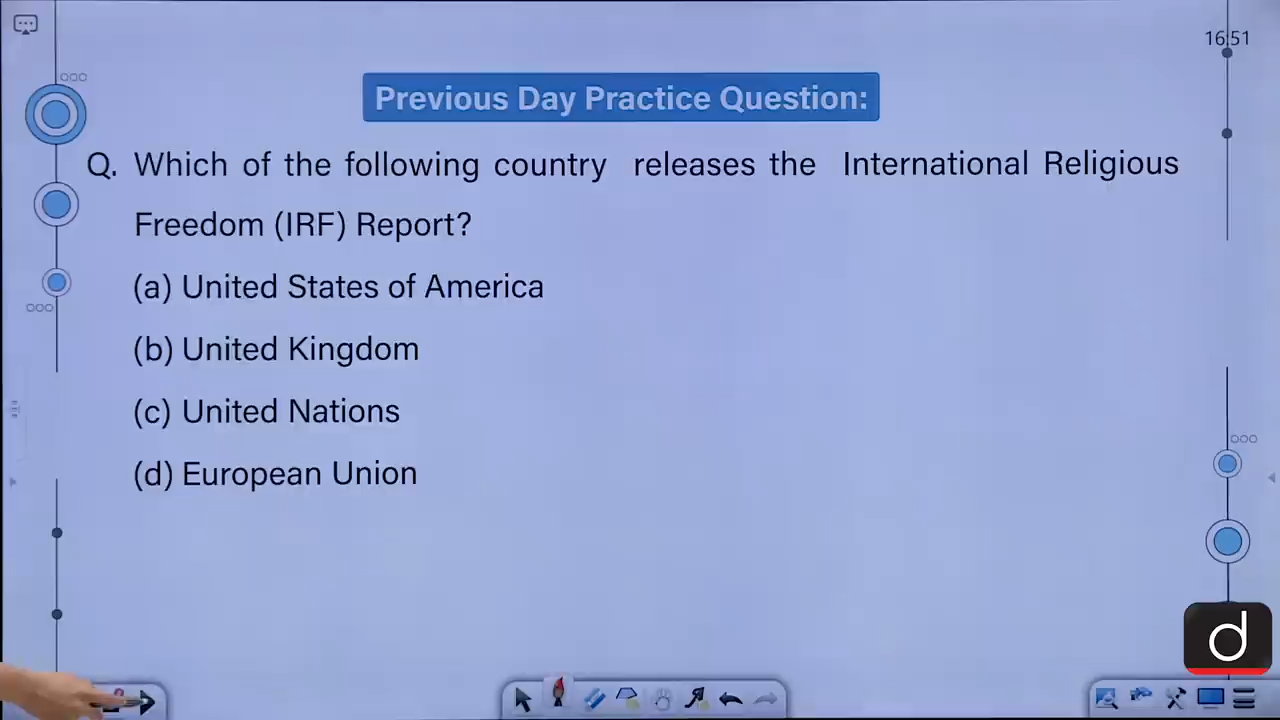 16:51
Previous Day Practice Question:
Q. Which of the following country releases the International Religious
Freedom (IRF) Report?
(a) United States of America
(b) United Kingdom
(c) United Nations
(d) European Union
d